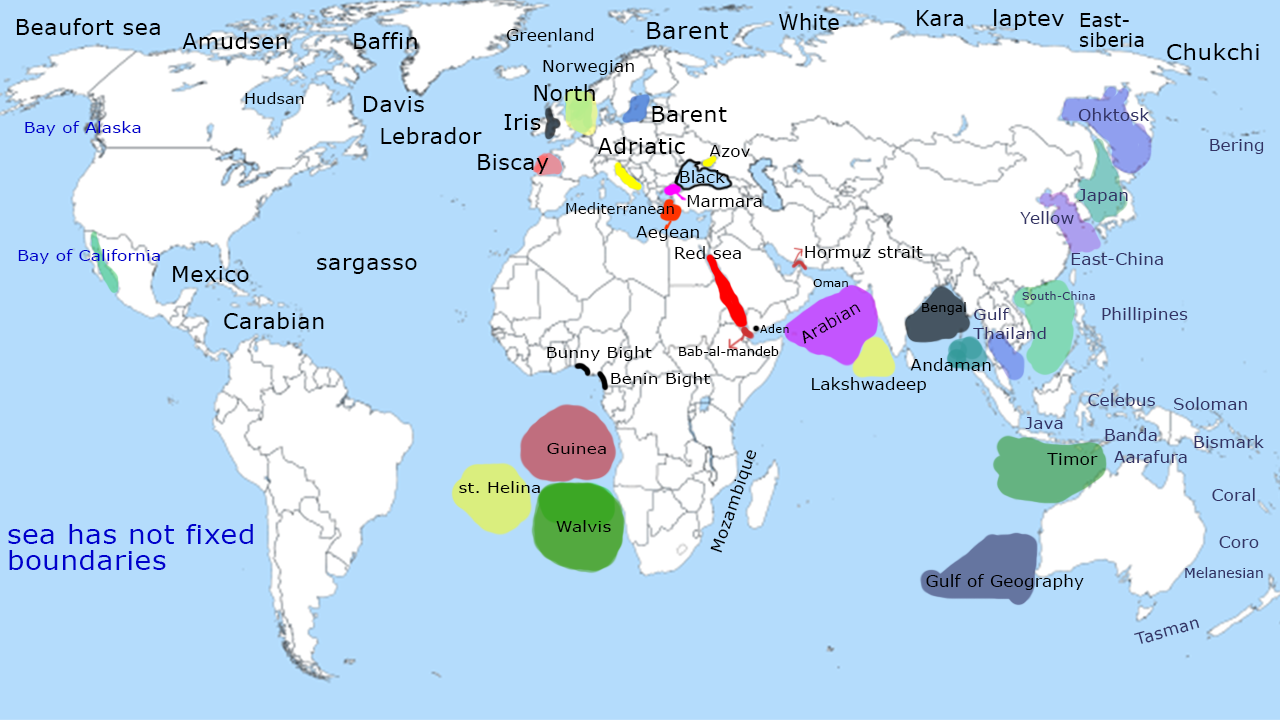 Beaufort sea
Amudsen
Baffin
Greenland
Barent
White
Kara
laptev
East-
siberia
Chukchi
Norwegian
Hudsan
Davis
North
Bay of Alaska
Lebrador
Iris
Barent
Ohktosk
Bering
Biscay
Adriatic
Azov
Black
Mediterranean
Marmara
Aegean
Japan
Yellow
Bay of California
Mexico
sargasso
Red sea
Hormuz strait
East-China
Oman
South-China
Carabian
Aden
Arabian
Bengal
Gulf
Thailand
Phillipines
Bunny Bight
Bab-al-mandeb
Benin Bight
Andaman
Lakshwadeep
Celebus
Soloman
Java
Banda
Bismark
Guinea
Timor
Aarafura
st. Helina
Mozambique
Coral
Walvis
sea has not fixed
boundaries
Coro
Gulf of Geography
Melanesian
Tasman